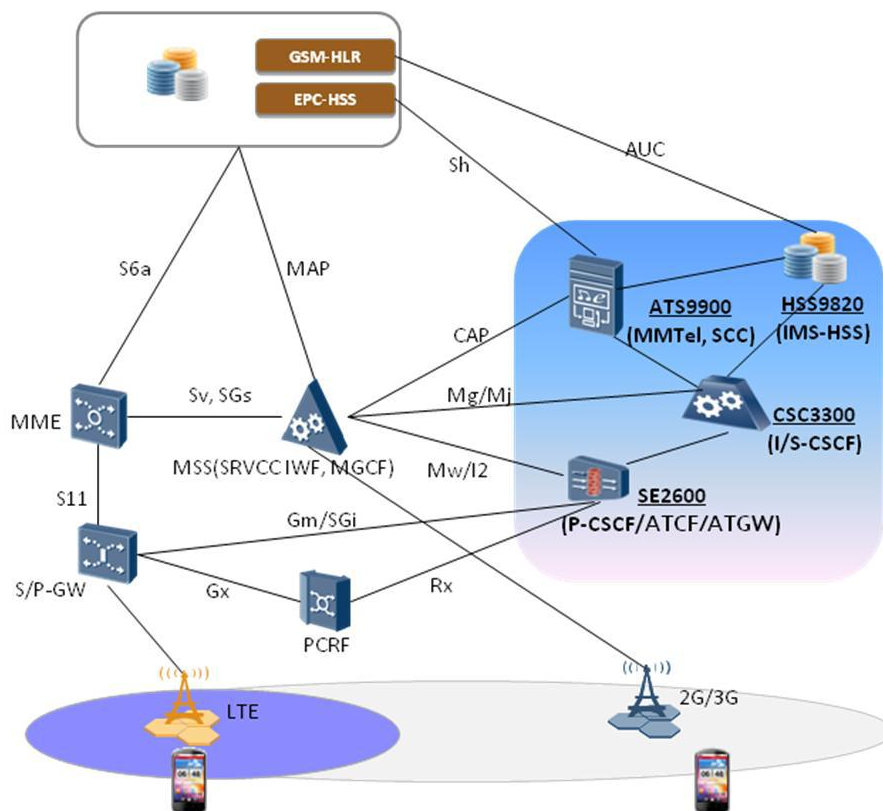 GSM-HLR
EPC-HSS
AUC
Sh
S6a
MAP
ATS9900
(MMTel, SCC)
HSS9820
(IMS-HSS)
CAP
Sv, SGs
Mg/Mj
MME
CSC3300
(I/S-CSCF)
MSS(SRVCC IWF, MGCF)
Mw/I2
SE2600
(P-CSCF/ATCF/ATGW)
S11
Gm/SGi
S/P-GW
Gx
Rx
PCRF
LTE
2G/3G